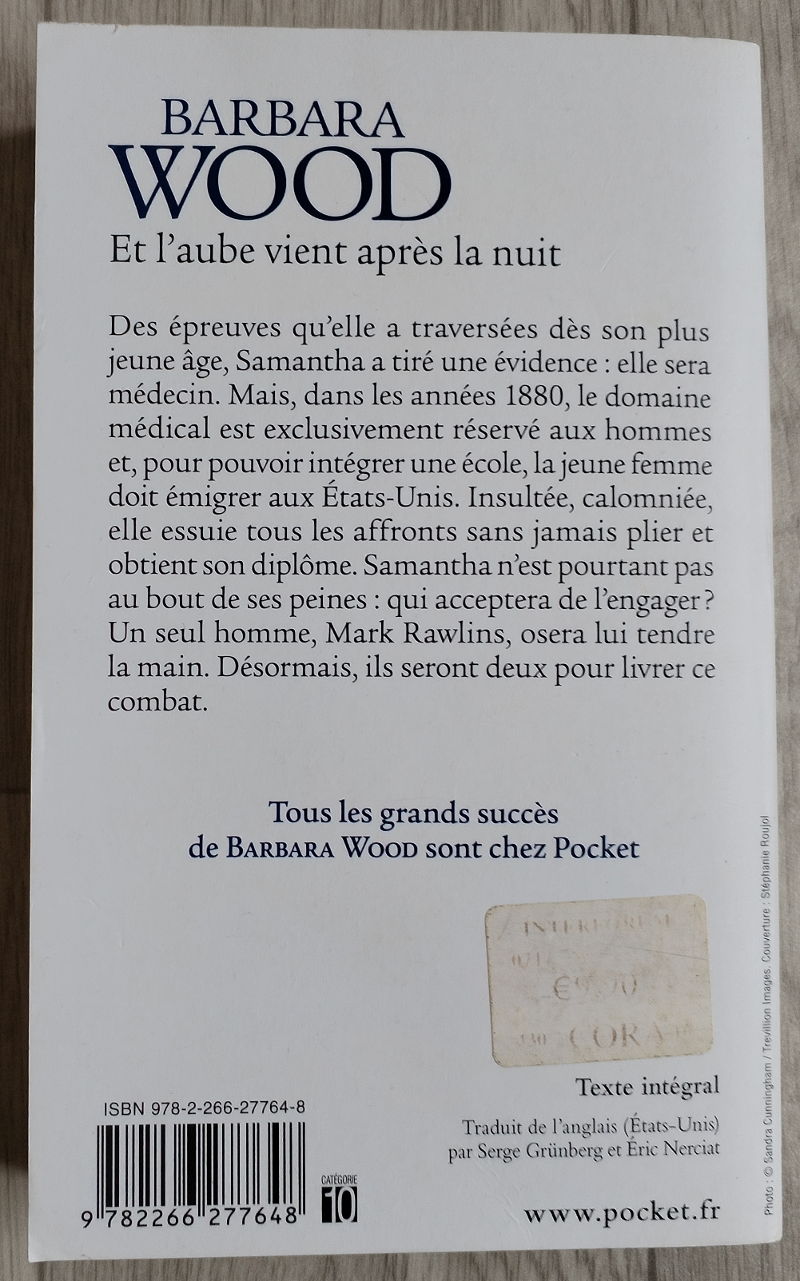 BARBARA
WOOD
Et l'aube vient après la nuit
Des épreuves qu'elle a traversées dès son plus
jeune âge, Samantha a tiré une évidence : elle sera
médecin. Mais, dans les années 1880, le domaine
médical est exclusivement réservé aux hommes
et, pour pouvoir intégrer une école, la jeune femme
doit émigrer aux États-Unis. Insultée, calomniée,
elle essuie tous les affronts sans jamais plier et
obtient son diplôme. Samantha n'est pourtant pas
au bout de ses peines : qui acceptera de l'engager ?
Un seul homme, Mark Rawlins, osera lui tendre
la main. Désormais, ils seront deux pour livrer ce
combat.
Tous les grands succès
de BARBARA WOOD sont chez Pocket
INTERFORUM
CORA
Texte intégral
Traduit de l'anglais (États-Unis)
par Serge Grünberg et Éric Nerciat
www.pocket.fr
ISBN 978-2-266-27764-8
9 782266 277648
CATÉGORIE
10
Photo : © Sandra Cunningham / Trevillion Images. Couverture : Stéphanie Roujol